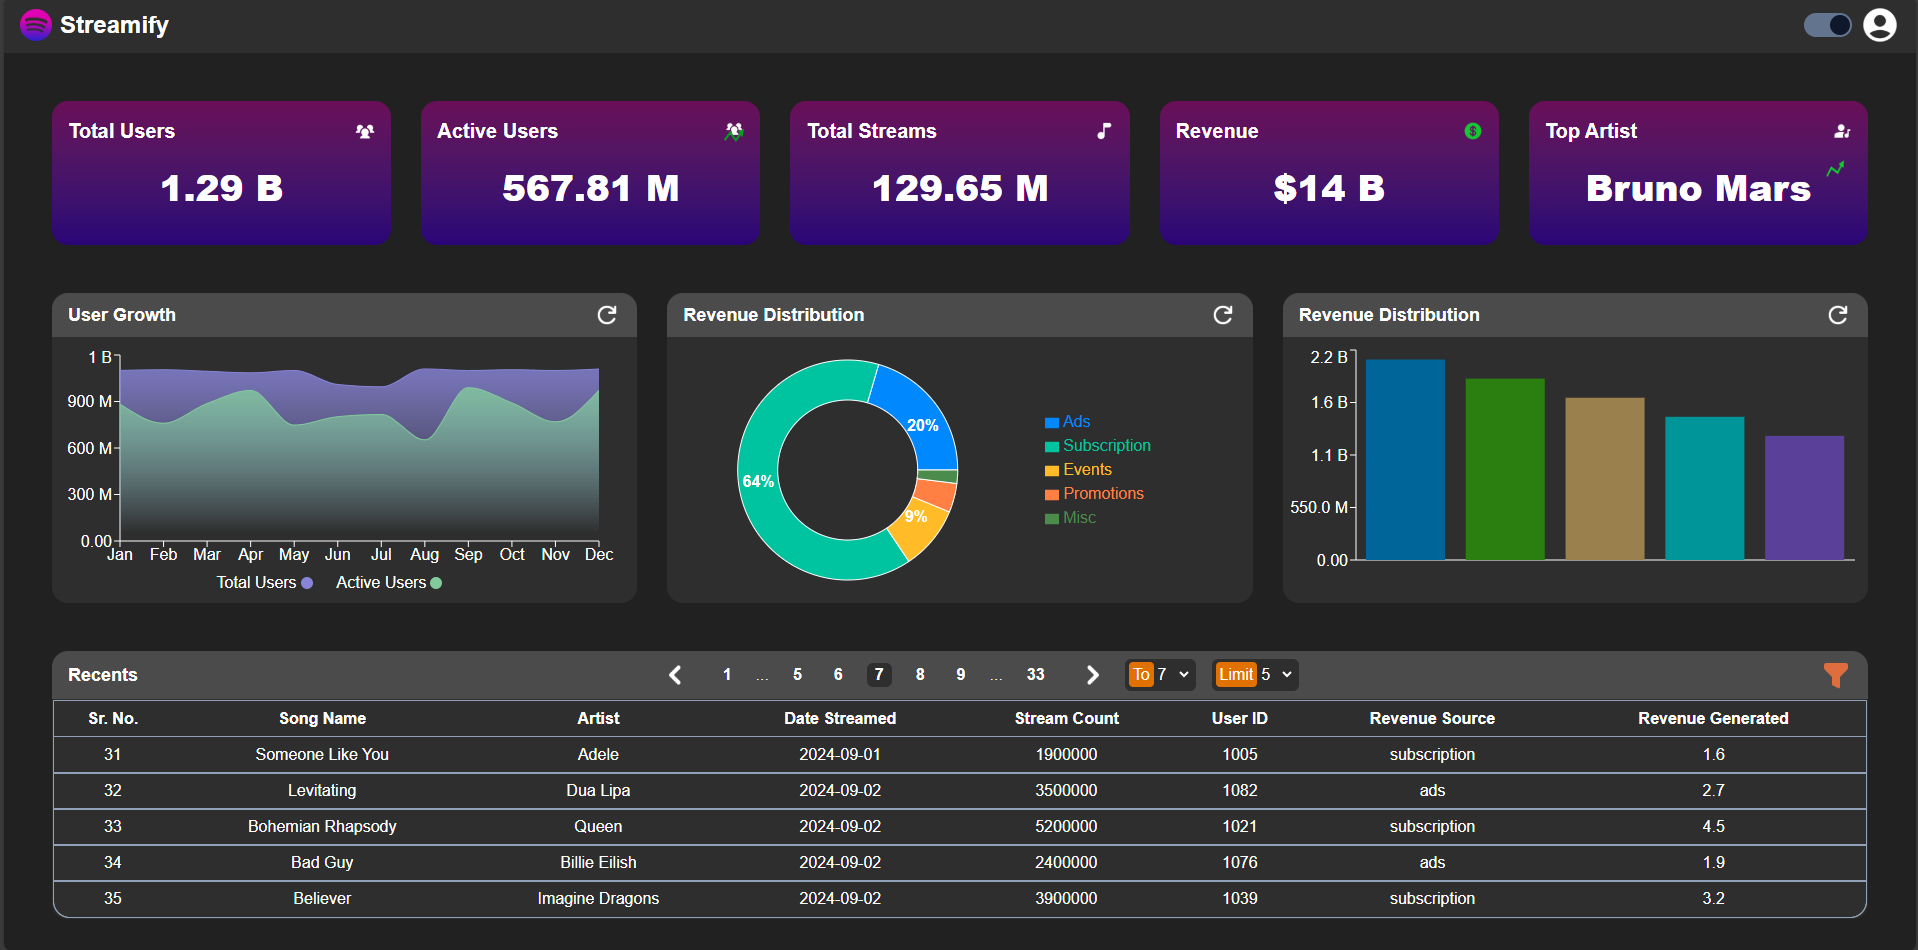 Streamify
Total Users
1.29 B
Active Users
567.81 M
Total Streams
129.65 M
Revenue
$
$14 B
Top Artist
Bruno Mars
User Growth
1 B
900 M
600 M
300 M
0.00
Jan Feb Mar Apr May Jun Jul Aug Sep Oct Nov Dec
Total Users Active Users
Revenue Distribution
20%
64%
9%
Ads
Subscription
Events
Promotions
Misc
Revenue Distribution
2.2 B
1.6 B
1.1 B
550.0 M
0.00
Recents 1 ... 5 6 7 8 9 ... 33 To 7 Limit 5
Sr. No. Song Name Artist Date Streamed Stream Count User ID Revenue Source Revenue Generated
31 Someone Like You Adele 2024-09-01 1900000 1005 subscription 1.6
32 Levitating Dua Lipa 2024-09-02 3500000 1082 ads 2.7
33 Bohemian Rhapsody Queen 2024-09-02 5200000 1021 subscription 4.5
34 Bad Guy Billie Eilish 2024-09-02 2400000 1076 ads 1.9
35 Believer Imagine Dragons 2024-09-02 3900000 1039 subscription 3.2